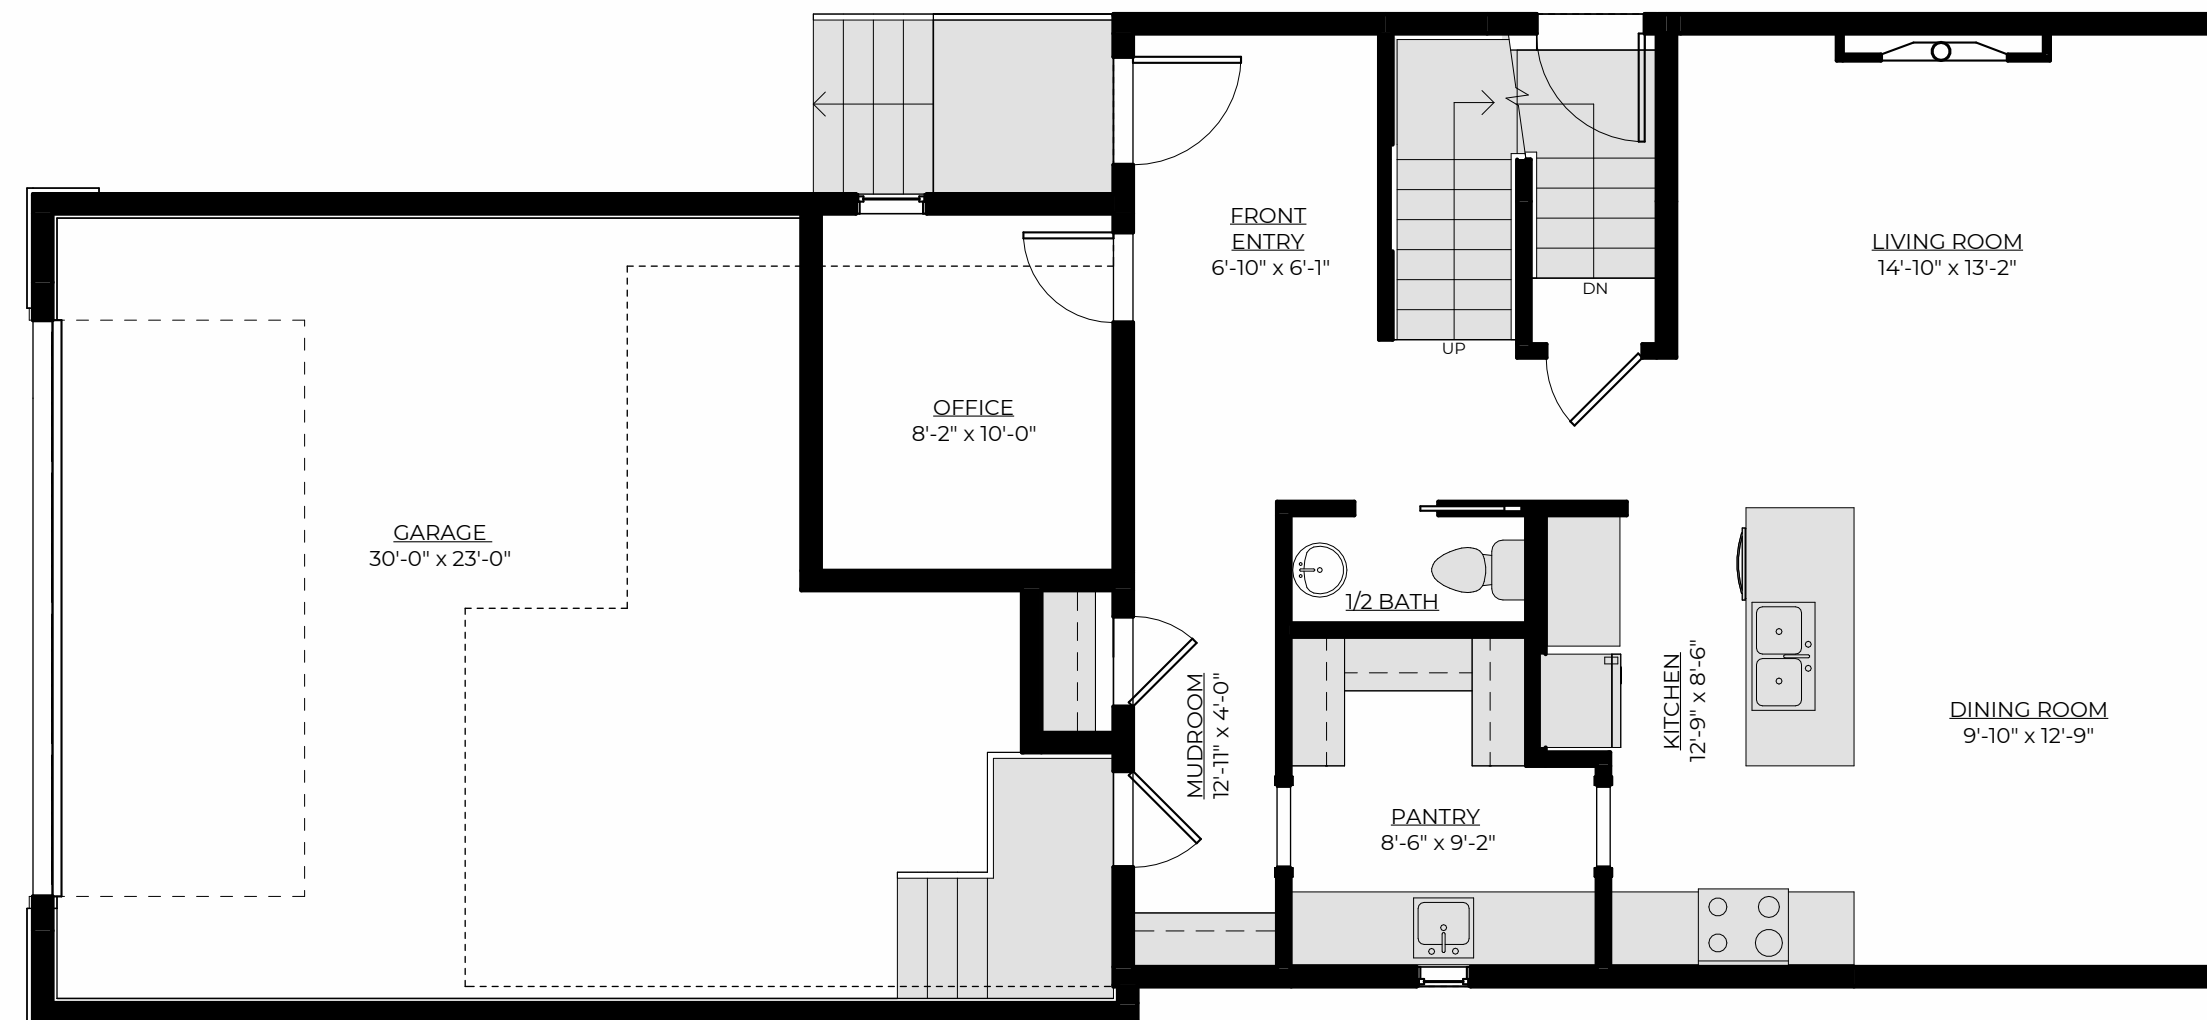 FRONT
ENTRY
6'-10" x 6'-1"
LIVING ROOM
14'-10" x 13'-2"
DN
UP
OFFICE
8'-2" x 10'-0"
GARAGE
30'-0" x 23'-0"
1/2 BATH
MUDROOM
12'-11" x 4'-0"
KITCHEN
12'-9" x 8'-6"
DINING ROOM
9'-10" x 12'-9"
PANTRY
8'-6" x 9'-2"